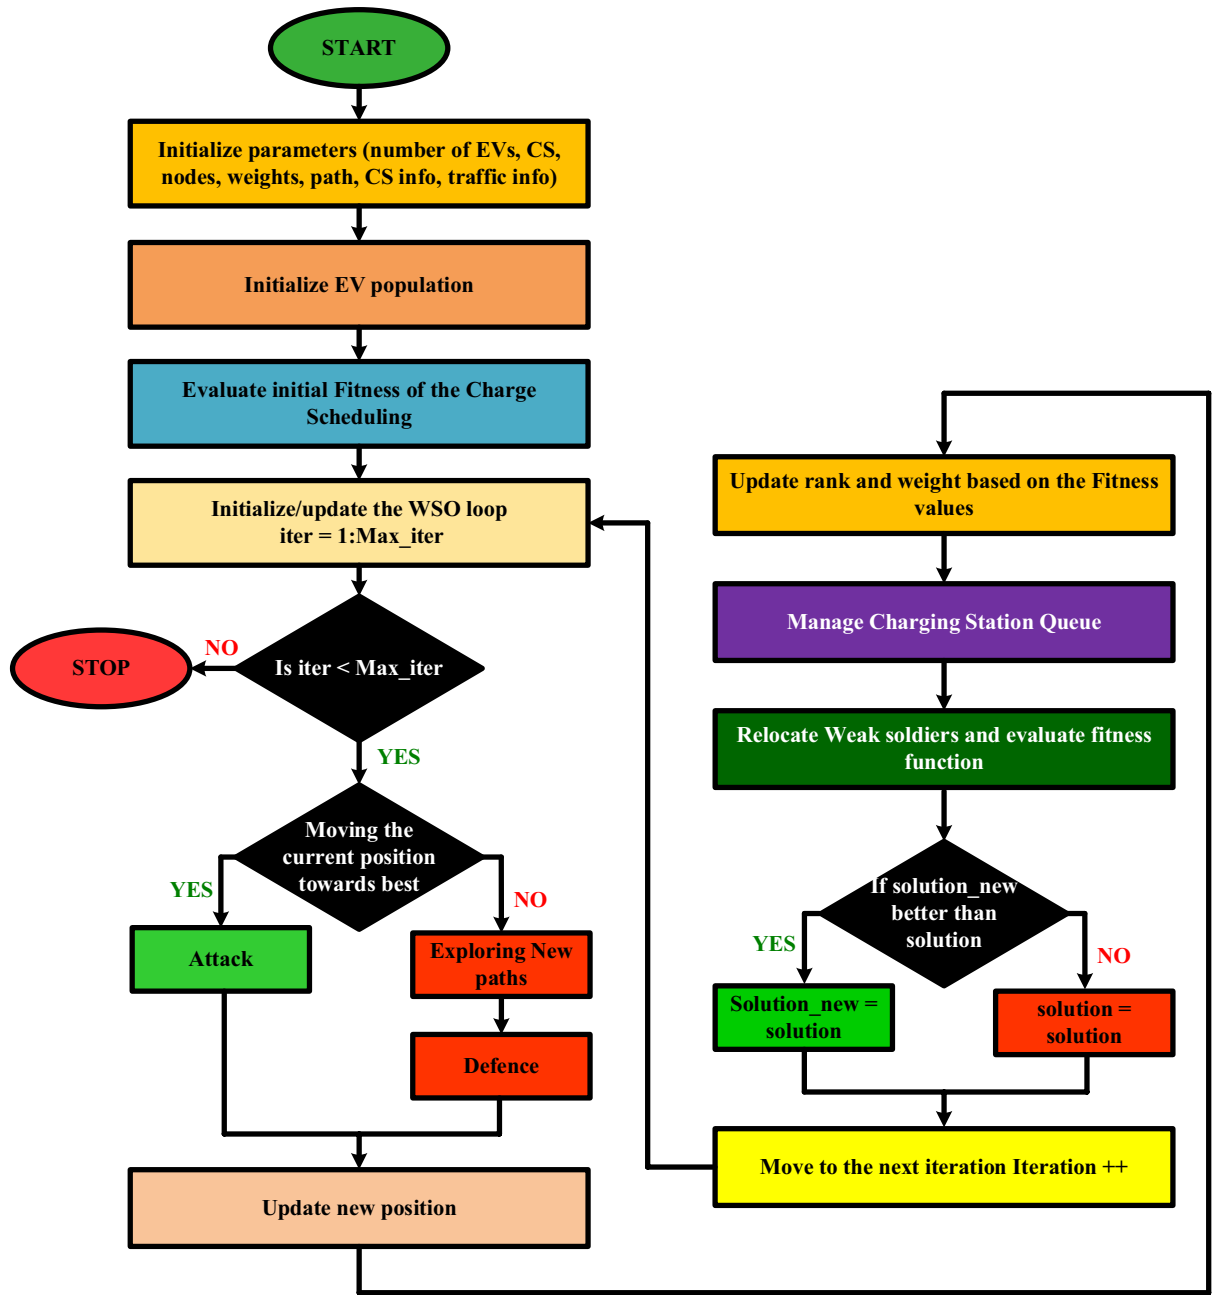 START
Initialize parameters (number of EVs, CS,
nodes, weights, path, CS info, traffic info)
Initialize EV population
Evaluate initial Fitness of the Charge
Scheduling
Initialize/update the WSO loop
iter = 1:Max_iter
Is iter < Max_iter
NO
STOP
YES
Moving the
current position
towards best
YES
NO
Attack
Exploring New
paths
Defence
Update new position
Update rank and weight based on the Fitness
values
Manage Charging Station Queue
Relocate Weak soldiers and evaluate fitness
function
If solution_new
better than
solution
YES
NO
Solution_new =
solution
solution =
solution
Move to the next iteration Iteration ++